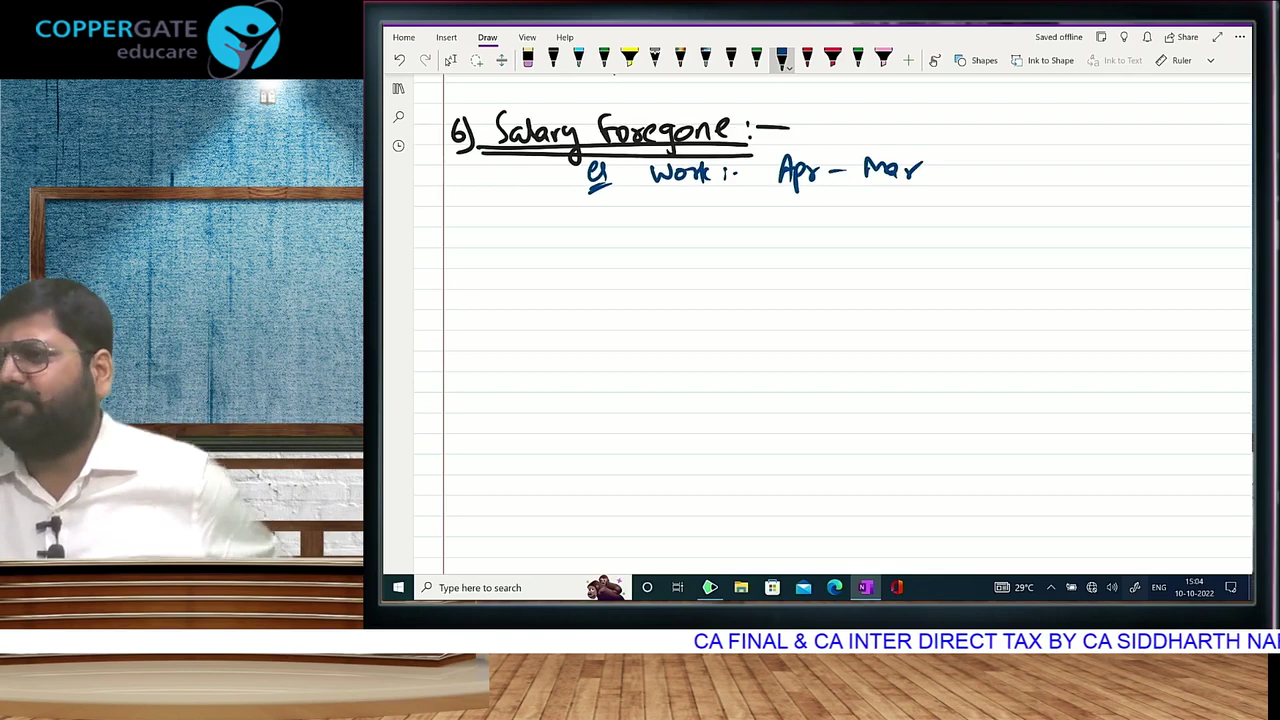 COPPERGATE
educare
Home Insert Draw View Help
Saved offline
Share
Shapes Ink to Shape Ink to Text Ruler
6) Salary Foregone :-
eg Work :- Apr - Mar
Type here to search
29°C
ENG
15:04
10-10-2022
CA FINAL & CA INTER DIRECT TAX BY CA SIDDHARTH NA